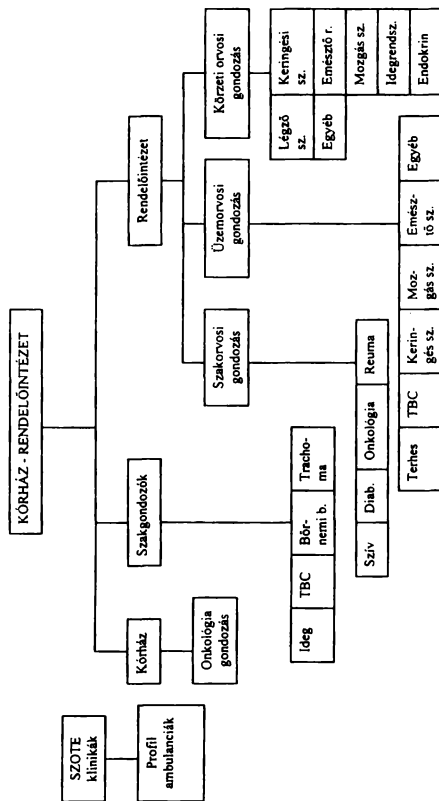 KÓRHÁZ - RENDELŐINTÉZET
SZOTE
klinikák
Kórház
Szakgondozók
Rendelőintézet
Profil
ambulanciák
Onkológia
gondozás
Szakorvosi
gondozás
Üzemorvosi
gondozás
Körzeti orvosi
gondozás
Ideg
TBC
Bőr-
nemi b.
Tracho-
ma
Légző
sz.
Keringési
sz.
Egyéb
Emésztő r.
Mozgás sz.
Idegrendsz.
Endokrin
Szív
Diab.
Onkológia
Reuma
Terhes
TBC
Kerin-
gés sz.
Moz-
gás sz.
Emész-
tő sz.
Egyéb